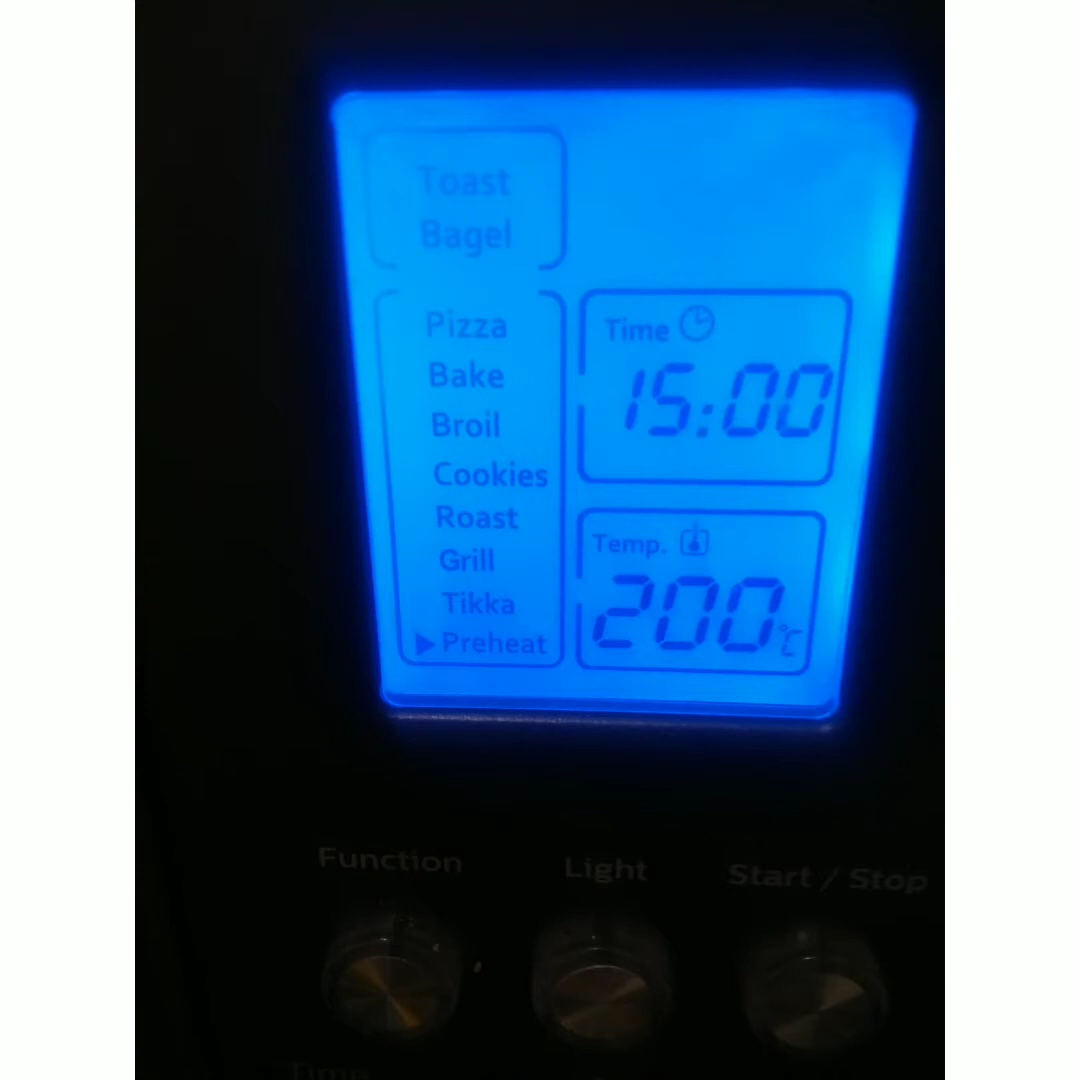 Toast
Bagel
Pizza
Bake
Broil
Cookies
Roast
Grill
Tikka
Preheat
Time
15:00
Temp.
200°C
Function Light Start / Stop
Time